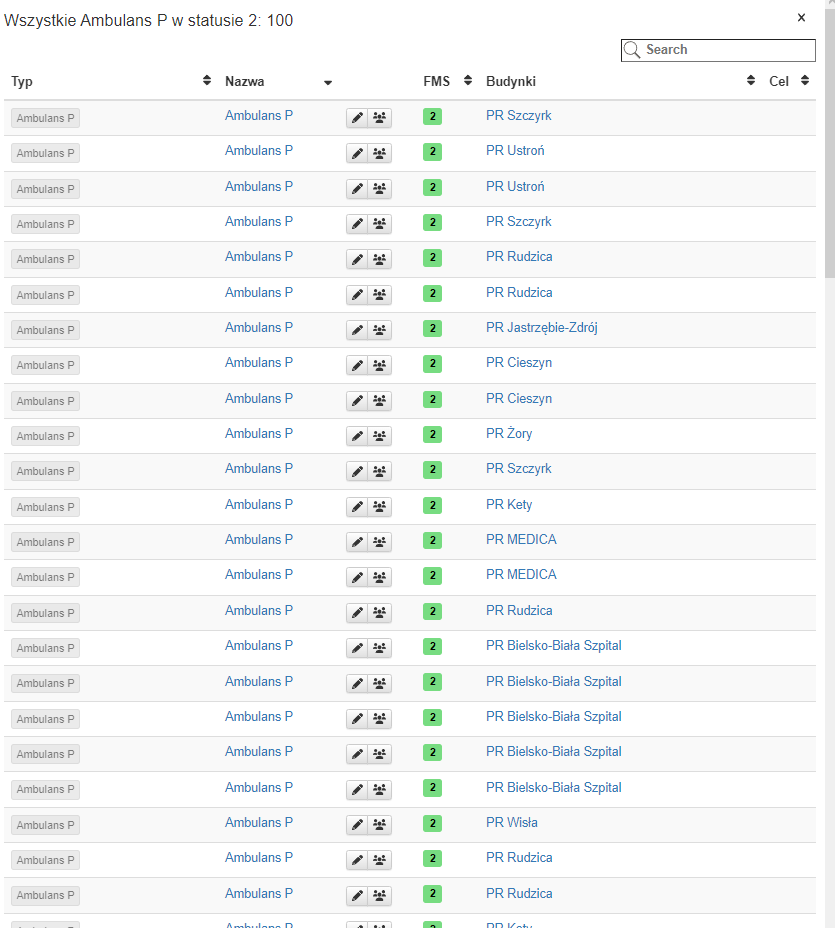 Wszystkie Ambulans P w statusie 2: 100 ×
Search
Typ Nazwa FMS Budynki Cel
Ambulans P Ambulans P 2 PR Szczyrk
Ambulans P Ambulans P 2 PR Ustroń
Ambulans P Ambulans P 2 PR Ustroń
Ambulans P Ambulans P 2 PR Szczyrk
Ambulans P Ambulans P 2 PR Rudzica
Ambulans P Ambulans P 2 PR Rudzica
Ambulans P Ambulans P 2 PR Jastrzębie-Zdrój
Ambulans P Ambulans P 2 PR Cieszyn
Ambulans P Ambulans P 2 PR Cieszyn
Ambulans P Ambulans P 2 PR Żory
Ambulans P Ambulans P 2 PR Szczyrk
Ambulans P Ambulans P 2 PR Kety
Ambulans P Ambulans P 2 PR MEDICA
Ambulans P Ambulans P 2 PR MEDICA
Ambulans P Ambulans P 2 PR Rudzica
Ambulans P Ambulans P 2 PR Bielsko-Biała Szpital
Ambulans P Ambulans P 2 PR Bielsko-Biała Szpital
Ambulans P Ambulans P 2 PR Bielsko-Biała Szpital
Ambulans P Ambulans P 2 PR Bielsko-Biała Szpital
Ambulans P Ambulans P 2 PR Bielsko-Biała Szpital
Ambulans P Ambulans P 2 PR Wisła
Ambulans P Ambulans P 2 PR Rudzica
Ambulans P Ambulans P 2 PR Rudzica
Ambulans P Ambulans P 2 PR Kety